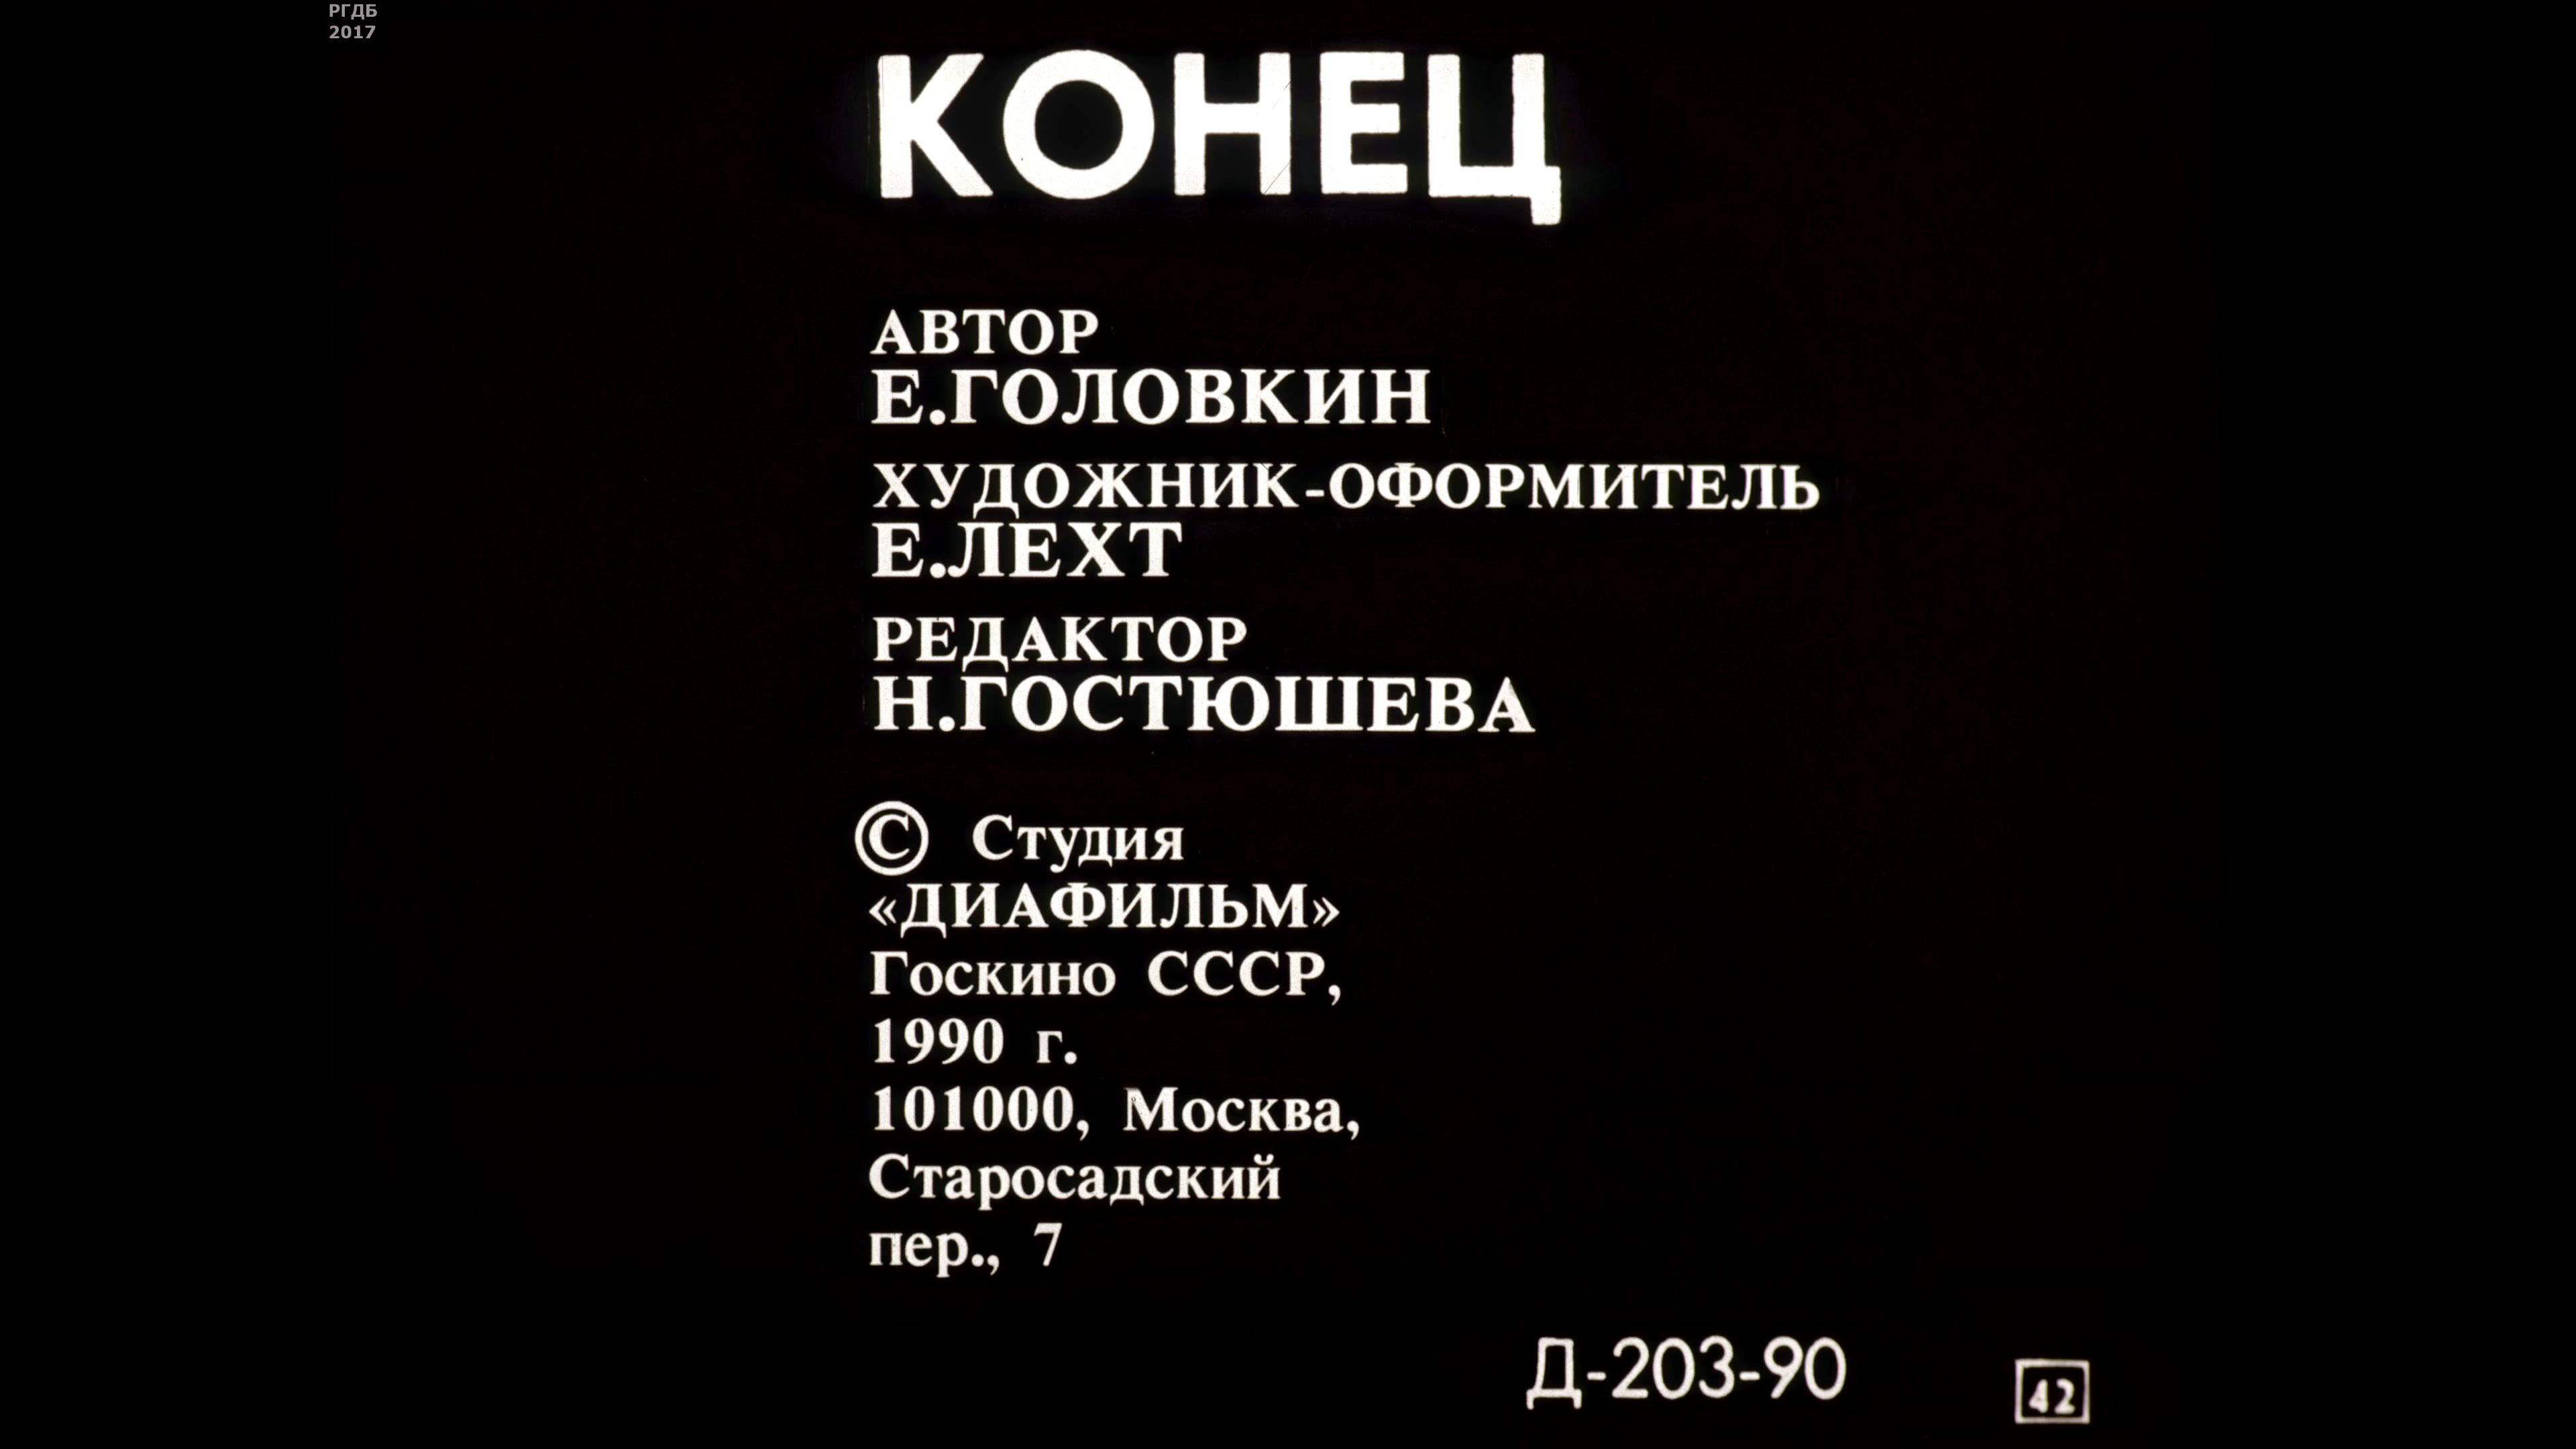 РГДБ
2017
КОНЕЦ
АВТОР
Е.ГОЛОВКИН
ХУДОЖНИК-ОФОРМИТЕЛЬ
Е.ЛЕХТ
РЕДАКТОР
Н.ГОСТЮШЕВА
© Студия
«ДИАФИЛЬМ»
Госкино СССР,
1990 г.
101000, Москва,
Старосадский
пер., 7
Д-203-90
42